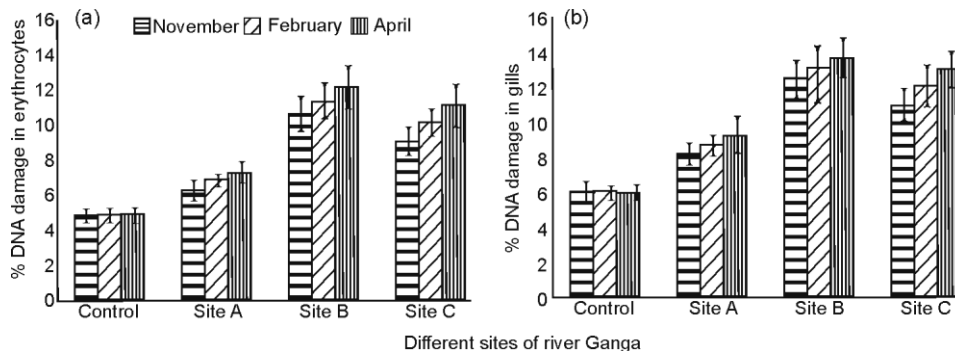 (a)
November February April
% DNA damage in erythrocytes
16
14
12
10
8
6
4
2
0
Control Site A Site B Site C
(b)
% DNA damage in gills
16
14
12
10
8
6
4
2
0
Control Site A Site B Site C
Different sites of river Ganga